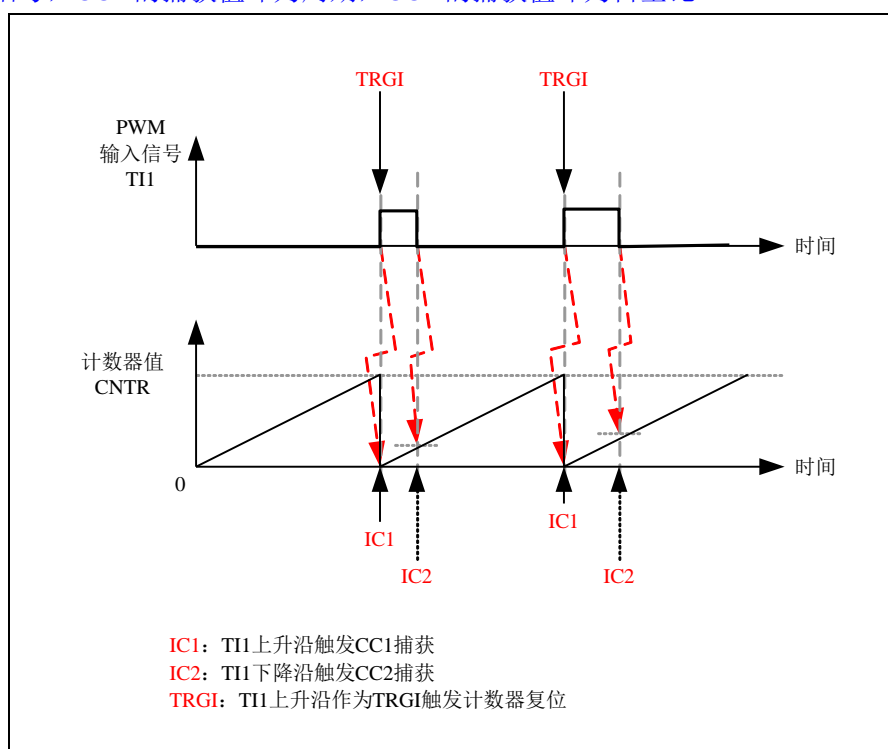 TRGI TRGI
PWM
输入信号
TI1
时间
计数器值
CNTR
时间
0
IC1 IC1
IC2 IC2
IC1：TI1上升沿触发CC1捕获
IC2：TI1下降沿触发CC2捕获
TRGI：TI1上升沿作为TRGI触发计数器复位